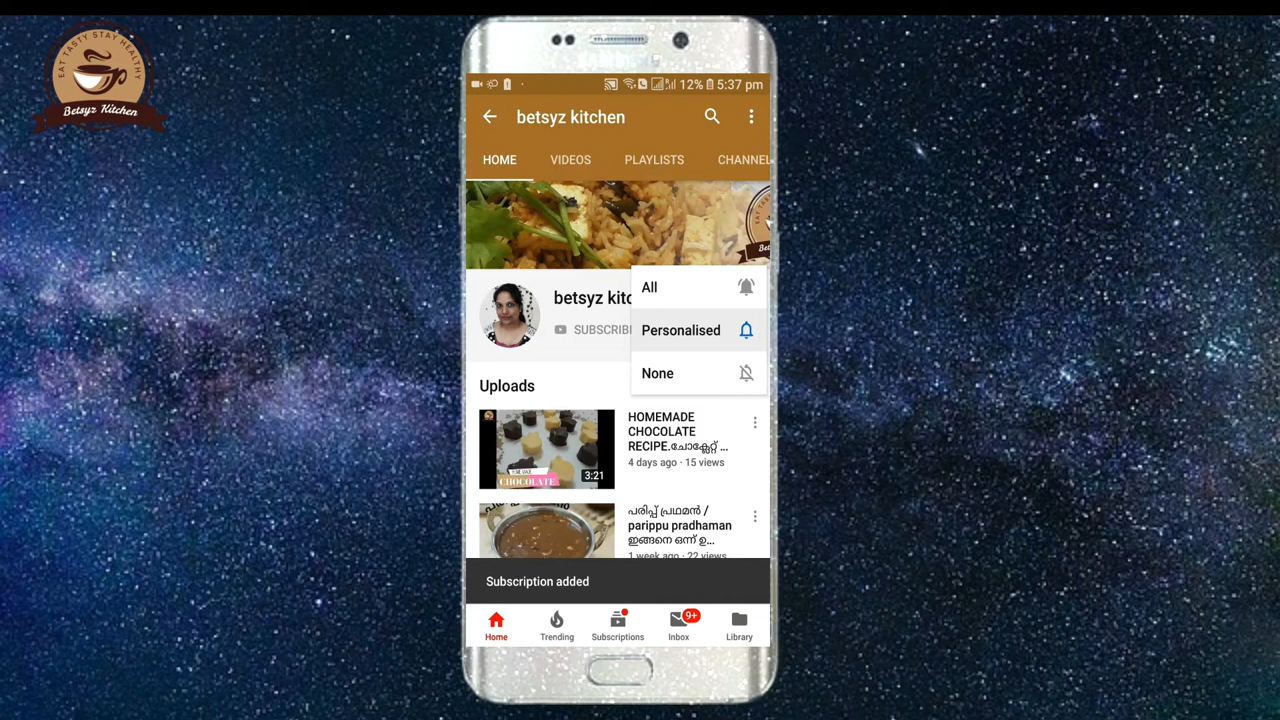 EAT TASTY STAY HEALTHY
Betsyz Kitchen
12% 5:37 pm
betsyz kitchen
HOME VIDEOS PLAYLISTS CHANNEL
All
betsyz kitc
Personalised
SUBSCRIBE
None
Uploads
HOMEMADE
CHOCOLATE
RECIPE.ചോക്ലേറ്റ് ...
4 days ago · 15 views
3:21
CHOCOLATE
പരിപ്പ് പ്രഥമൻ /
parippu pradhaman
ഇങ്ങനെ ഒന്ന് ഉ...
1 week ago · 22 views
Subscription added
9+
Home Trending Subscriptions Inbox Library